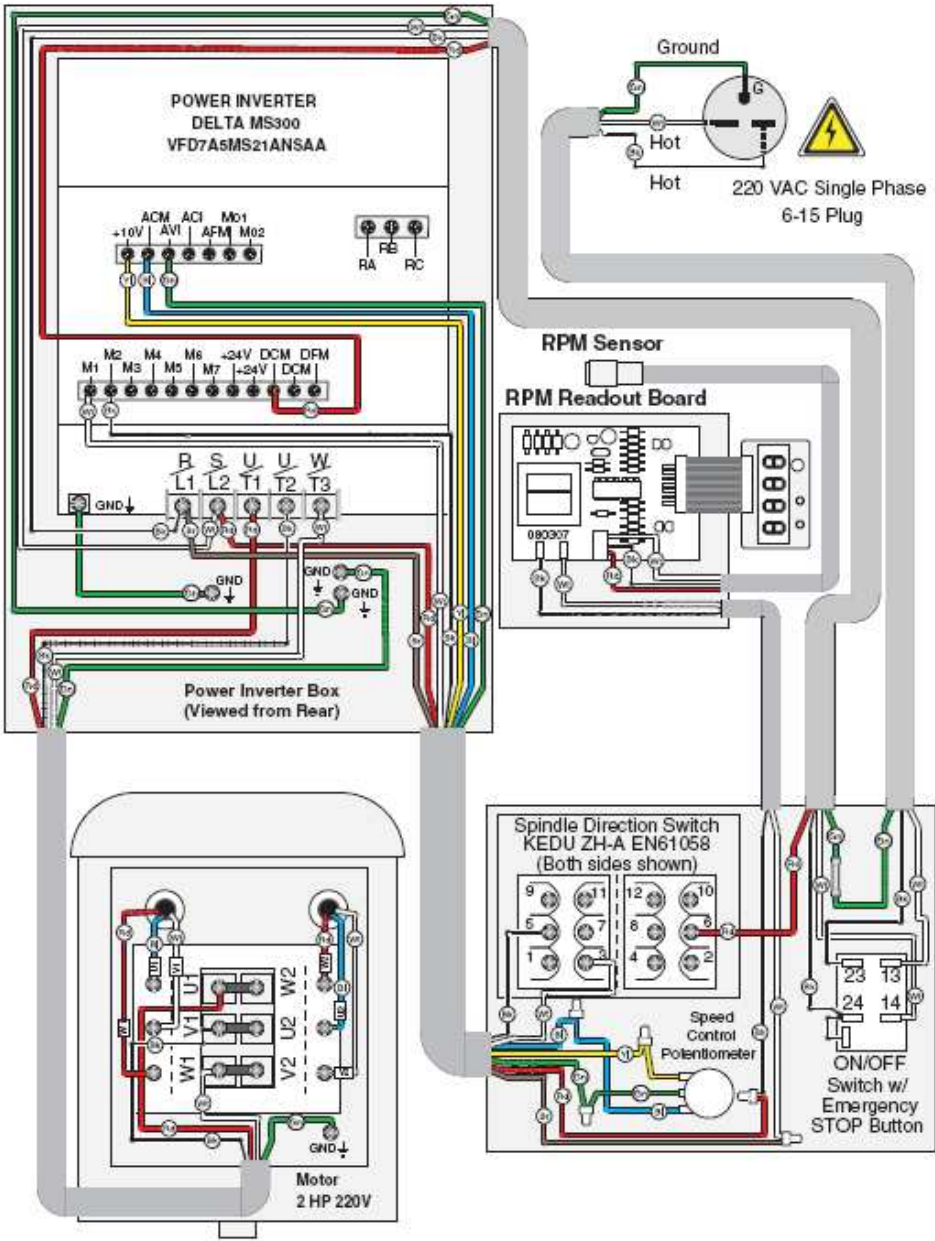 Ground
G
Hot
Hot
220 VAC Single Phase
6-15 Plug
POWER INVERTER
DELTA MS300
VFD7A5MS21ANSAA
+10V ACM AVI ACI AFM M01 M02
RA RB RC
M1 M2 M3 M4 M5 M6 M7 +24V +24V DCM DCM DFM
R S U U W
L1 L2 T1 T2 T3
GND
GND
GND
GND
Power Inverter Box
(Viewed from Rear)
RPM Sensor
RPM Readout Board
080307
Spindle Direction Switch
KEDU ZH-A EN61058
(Both sides shown)
9 11 12 10
5 7 8 6
1 3 4 2
Speed
Control
Potentiometer
23 13
24 14
ON/OFF
Switch w/
Emergency
STOP Button
W2
V1 U2
W1 V2
GND
Motor
2 HP 220V